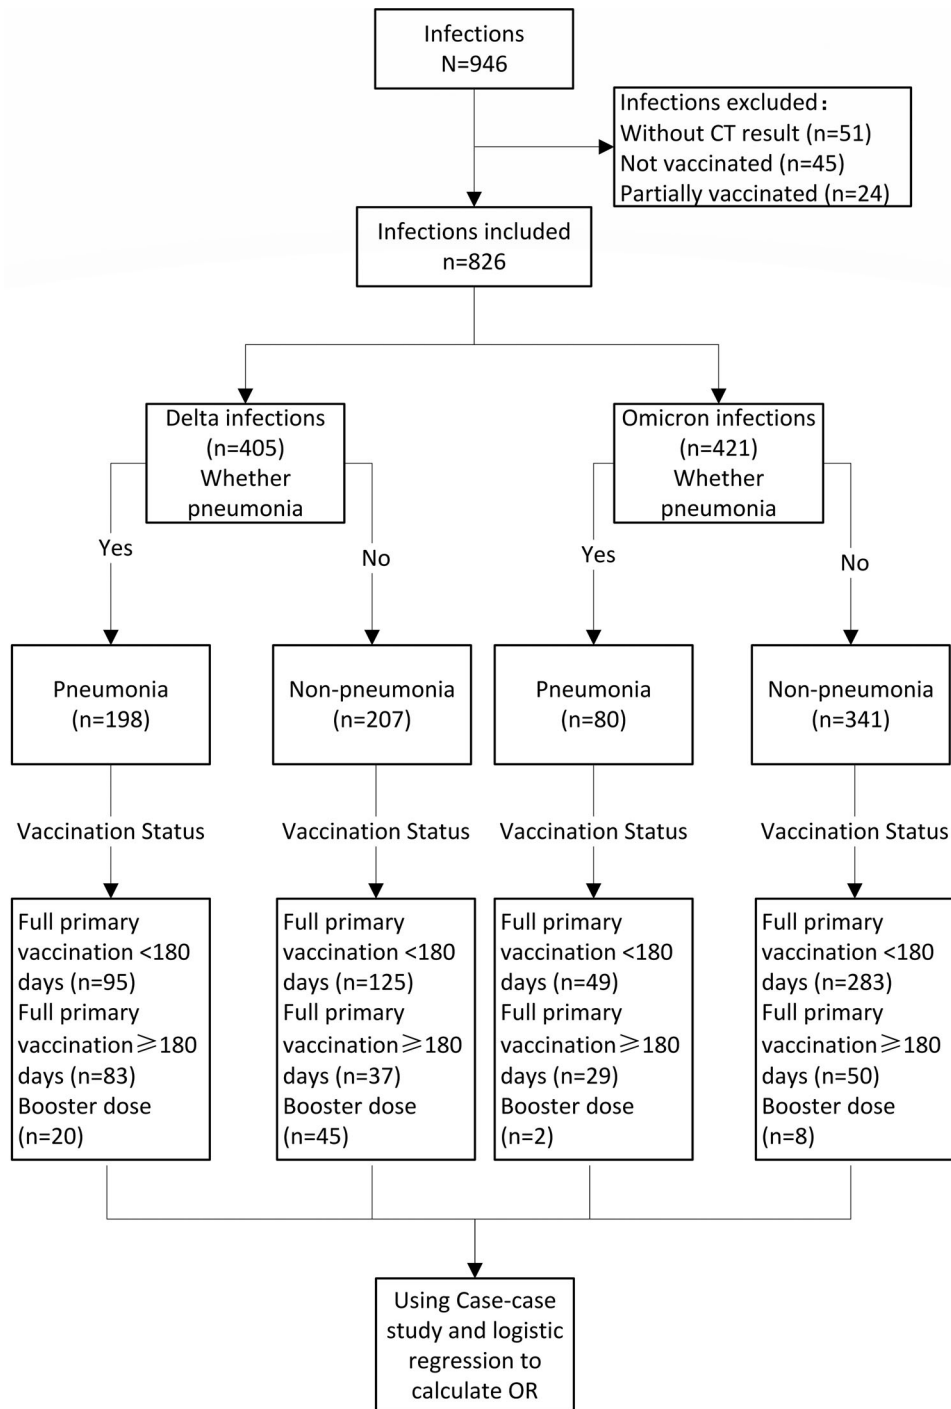 Infections
N=946
Infections excluded：
Without CT result (n=51)
Not vaccinated (n=45)
Partially vaccinated (n=24)
Infections included
n=826
Delta infections
(n=405)
Whether
pneumonia
Omicron infections
(n=421)
Whether
pneumonia
Yes
No
Yes
No
Pneumonia
(n=198)
Non-pneumonia
(n=207)
Pneumonia
(n=80)
Non-pneumonia
(n=341)
Vaccination Status
Vaccination Status
Vaccination Status
Vaccination Status
Full primary
vaccination <180
days (n=95)
Full primary
vaccination≥180
days (n=83)
Booster dose
(n=20)
Full primary
vaccination <180
days (n=125)
Full primary
vaccination≥180
days (n=37)
Booster dose
(n=45)
Full primary
vaccination <180
days (n=49)
Full primary
vaccination≥180
days (n=29)
Booster dose
(n=2)
Full primary
vaccination <180
days (n=283)
Full primary
vaccination≥180
days (n=50)
Booster dose
(n=8)
Using Case-case
study and logistic
regression to
calculate OR